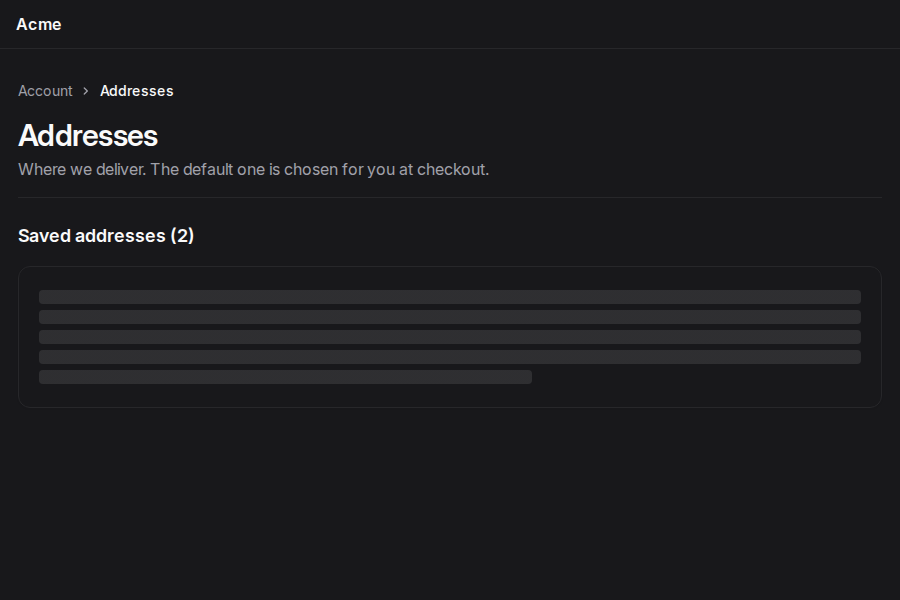 Acme
Account > Addresses
Addresses
Where we deliver. The default one is chosen for you at checkout.
Saved addresses (2)